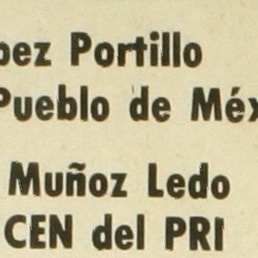 pez Portillo
Pueblo de Méx
Muñoz Ledo
CEN del PRI